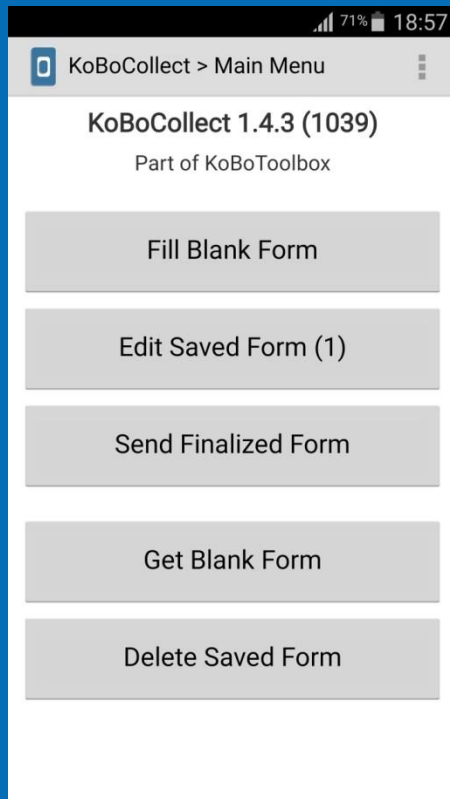 71% 18:57
KoBoCollect > Main Menu
KoBoCollect 1.4.3 (1039)
Part of KoBoToolbox
Fill Blank Form
Edit Saved Form (1)
Send Finalized Form
Get Blank Form
Delete Saved Form